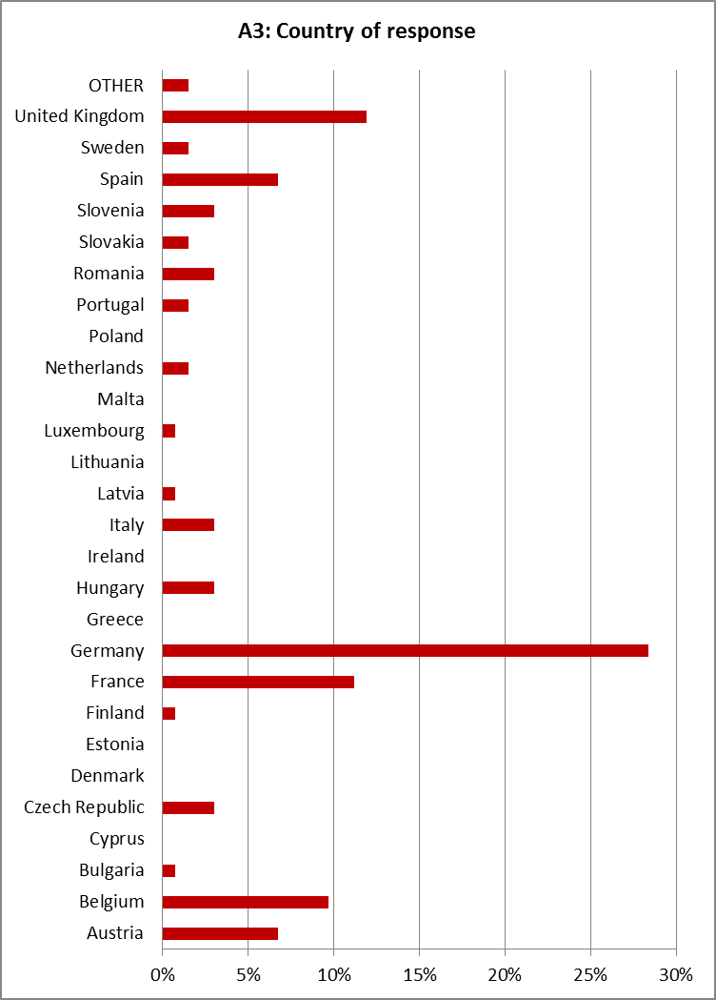 A3: Country of response
OTHER
United Kingdom
Sweden
Spain
Slovenia
Slovakia
Romania
Portugal
Poland
Netherlands
Malta
Luxembourg
Lithuania
Latvia
Italy
Ireland
Hungary
Greece
Germany
France
Finland
Estonia
Denmark
Czech Republic
Cyprus
Bulgaria
Belgium
Austria
0% 5% 10% 15% 20% 25% 30%